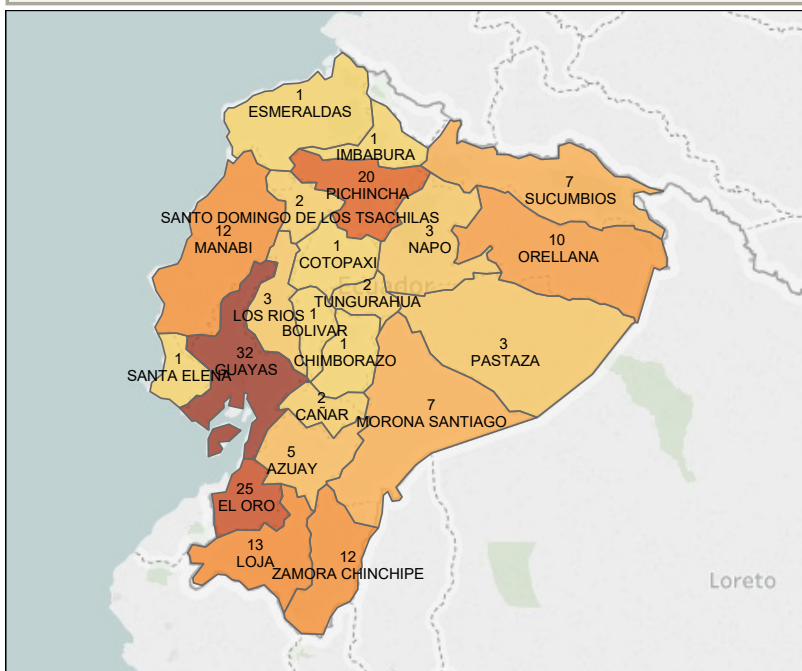 1
ESMERALDAS
1
IMBABURA
20
PICHINCHA
7
SUCUMBIOS
2
SANTO DOMINGO DE LOS TSACHILAS
12
MANABI
3
NAPO
10
ORELLANA
1
COTOPAXI
Ecuador
2
TUNGURAHUA
3
LOS RIOS
1
BOLIVAR
1
CHIMBORAZO
3
PASTAZA
1
SANTA ELENA
32
GUAYAS
2
CAÑAR
7
MORONA SANTIAGO
5
AZUAY
25
EL ORO
13
LOJA
12
ZAMORA CHINCHIPE
Loreto